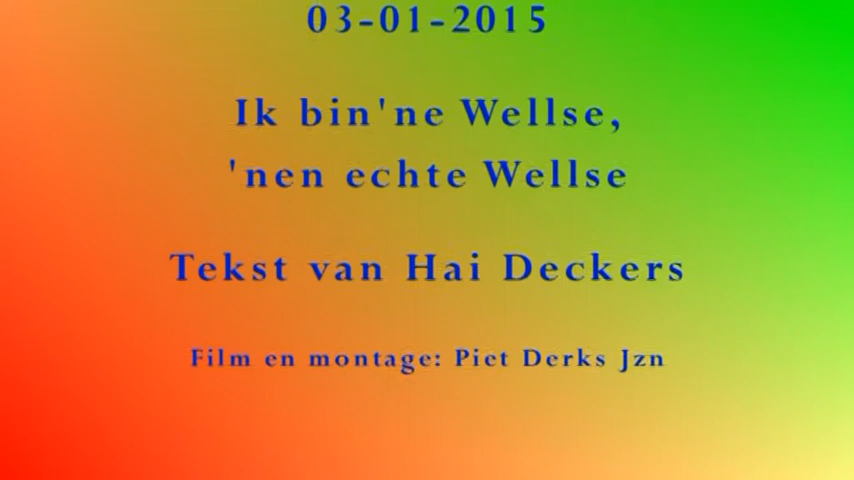 03-01-2015
Ik bin'ne Wellse,
'nen echte Wellse
Tekst van Hai Deckers
Film en montage: Piet Derks Jzn